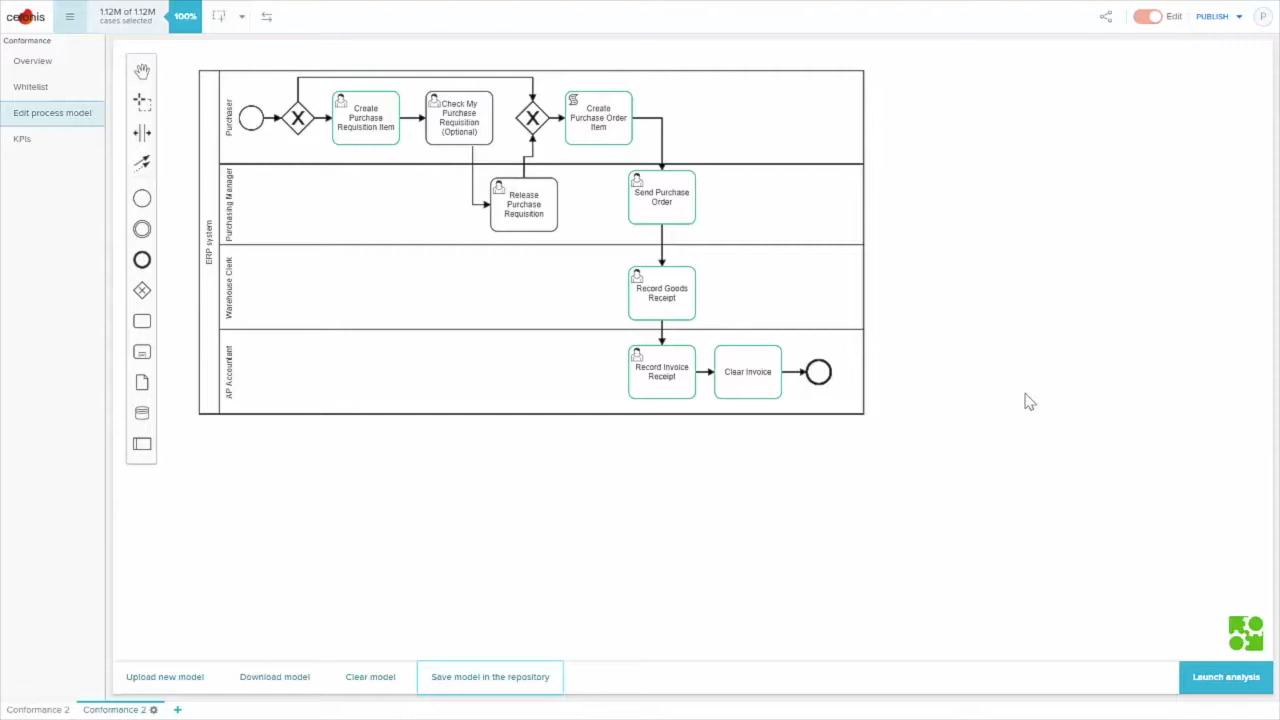 celonis
1.12M of 1.12M
cases selected
100%
Edit
PUBLISH
P
Conformance
Overview
Whitelist
Edit process model
KPIs
ERP system
Purchaser
Purchasing Manager
Warehouse Clerk
AP Accountant
X
Create
Purchase
Requisition Item
Check My
Purchase
Requisition
(Optional)
X
Create
Purchase Order
Item
Release
Purchase
Requisition
Send Purchase
Order
Record Goods
Receipt
Record Invoice
Receipt
Clear Invoice
Upload new model
Download model
Clear model
Save model in the repository
Launch analysis
Conformance 2
Conformance 2